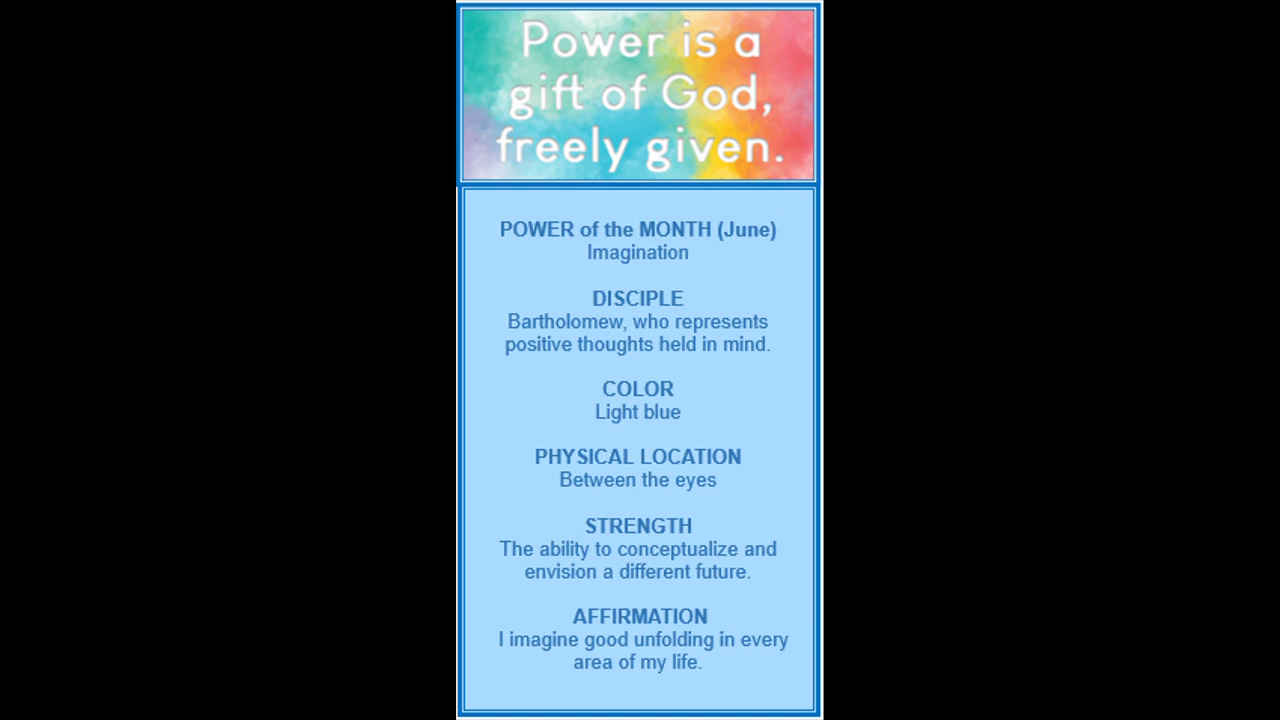 Power is a
gift of God,
freely given.
POWER of the MONTH (June)
Imagination
DISCIPLE
Bartholomew, who represents
positive thoughts held in mind.
COLOR
Light blue
PHYSICAL LOCATION
Between the eyes
STRENGTH
The ability to conceptualize and
envision a different future.
AFFIRMATION
I imagine good unfolding in every
area of my life.